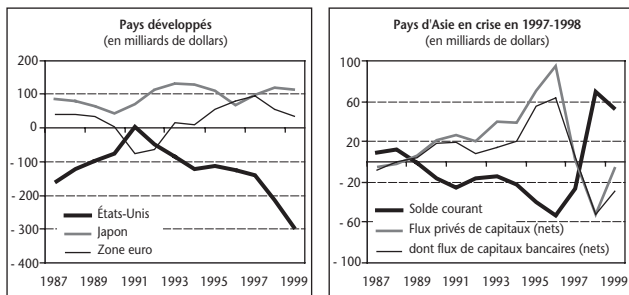 Pays développés
(en milliards de dollars)
200
100
0
- 100
- 200
- 300
- 400
États-Unis
Japon
Zone euro
1987 1989 1991 1993 1995 1997 1999
Pays d'Asie en crise en 1997-1998
(en milliards de dollars)
100
60
20
- 20
- 60
- 100
Solde courant
Flux privés de capitaux (nets)
dont flux de capitaux bancaires (nets)
1987 1989 1991 1993 1995 1997 1999